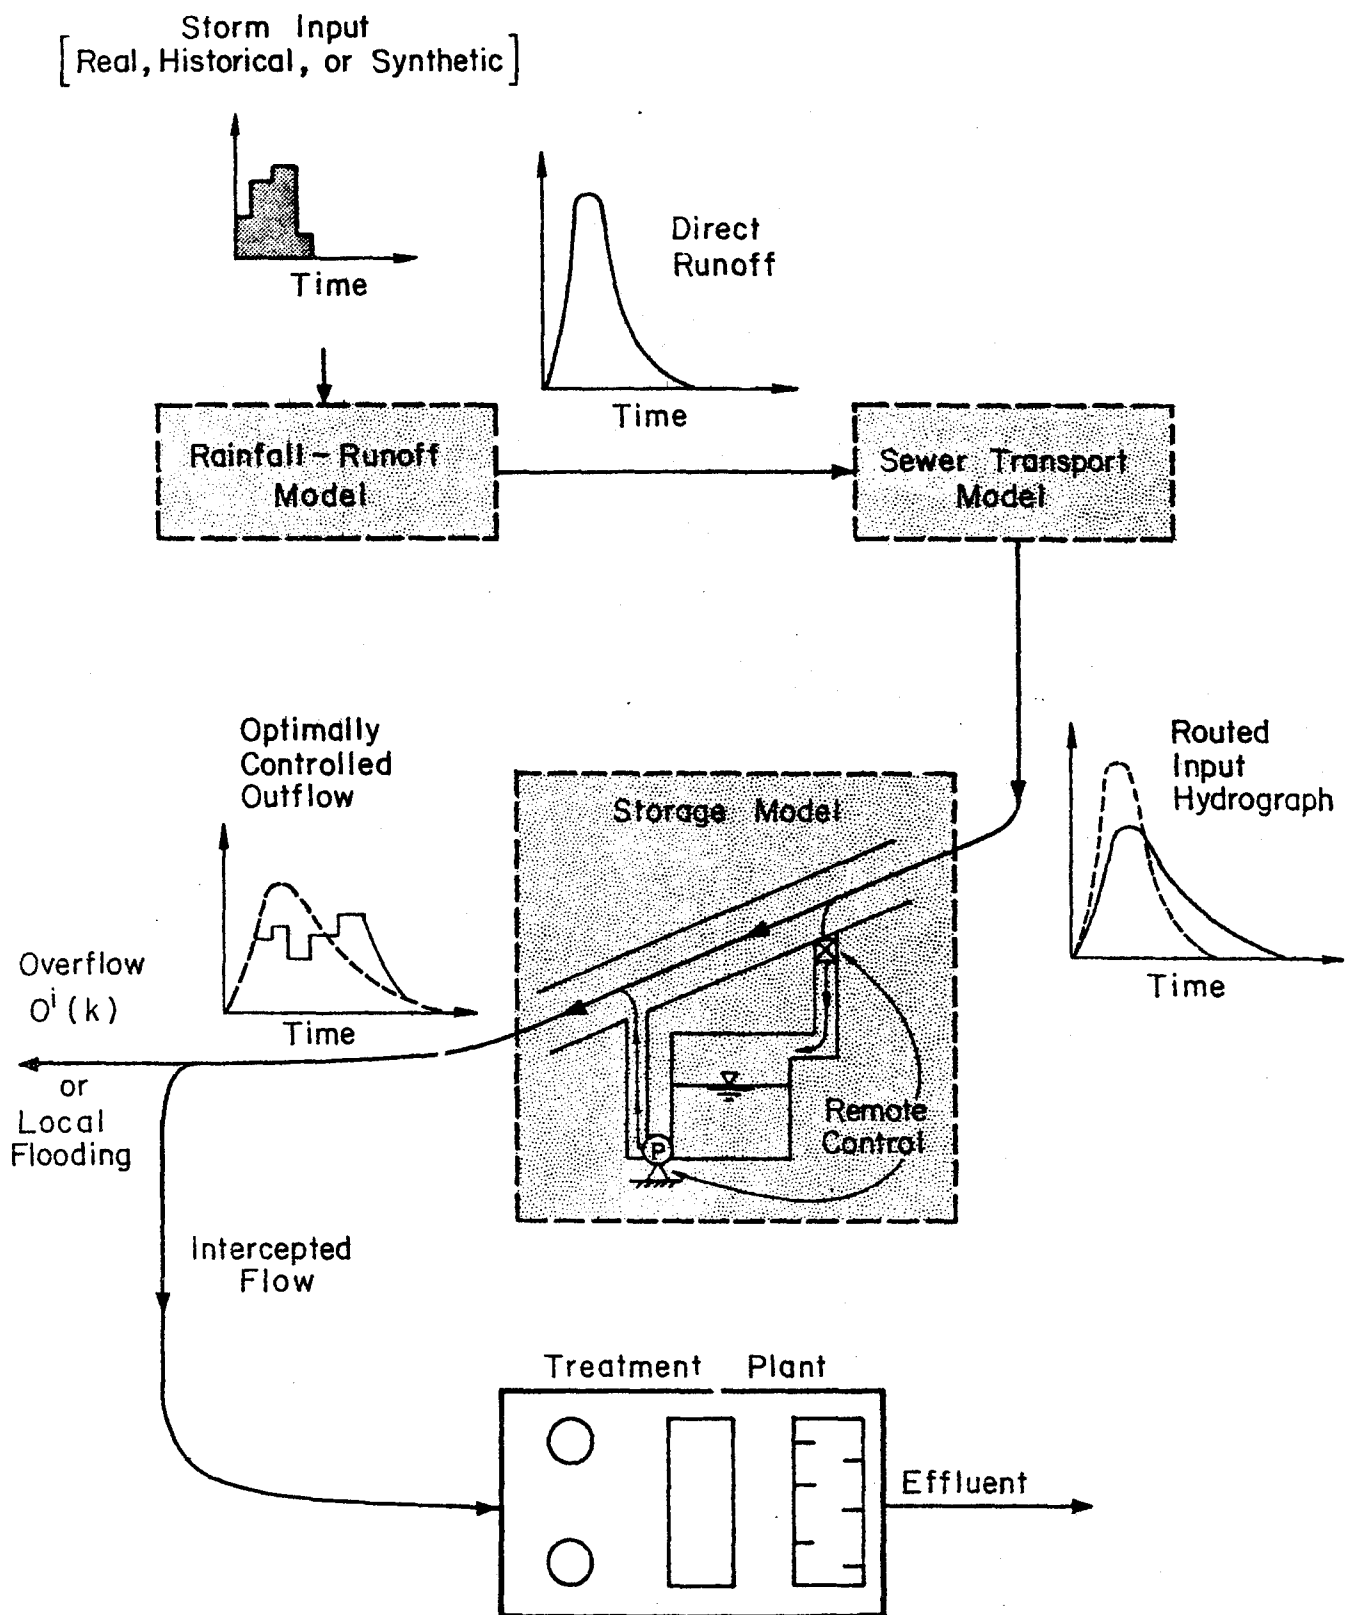 Storm Input
[Real, Historical, or Synthetic]
Time
Direct
Runoff
Time
Rainfall - Runoff
Model
Sewer Transport
Model
Optimally
Controlled
Outflow
Time
Storage Model
Remote
Control
P
Routed
Input
Hydrograph
Time
Overflow
Oⁱ(k)
or
Local
Flooding
Intercepted
Flow
Treatment Plant
Effluent